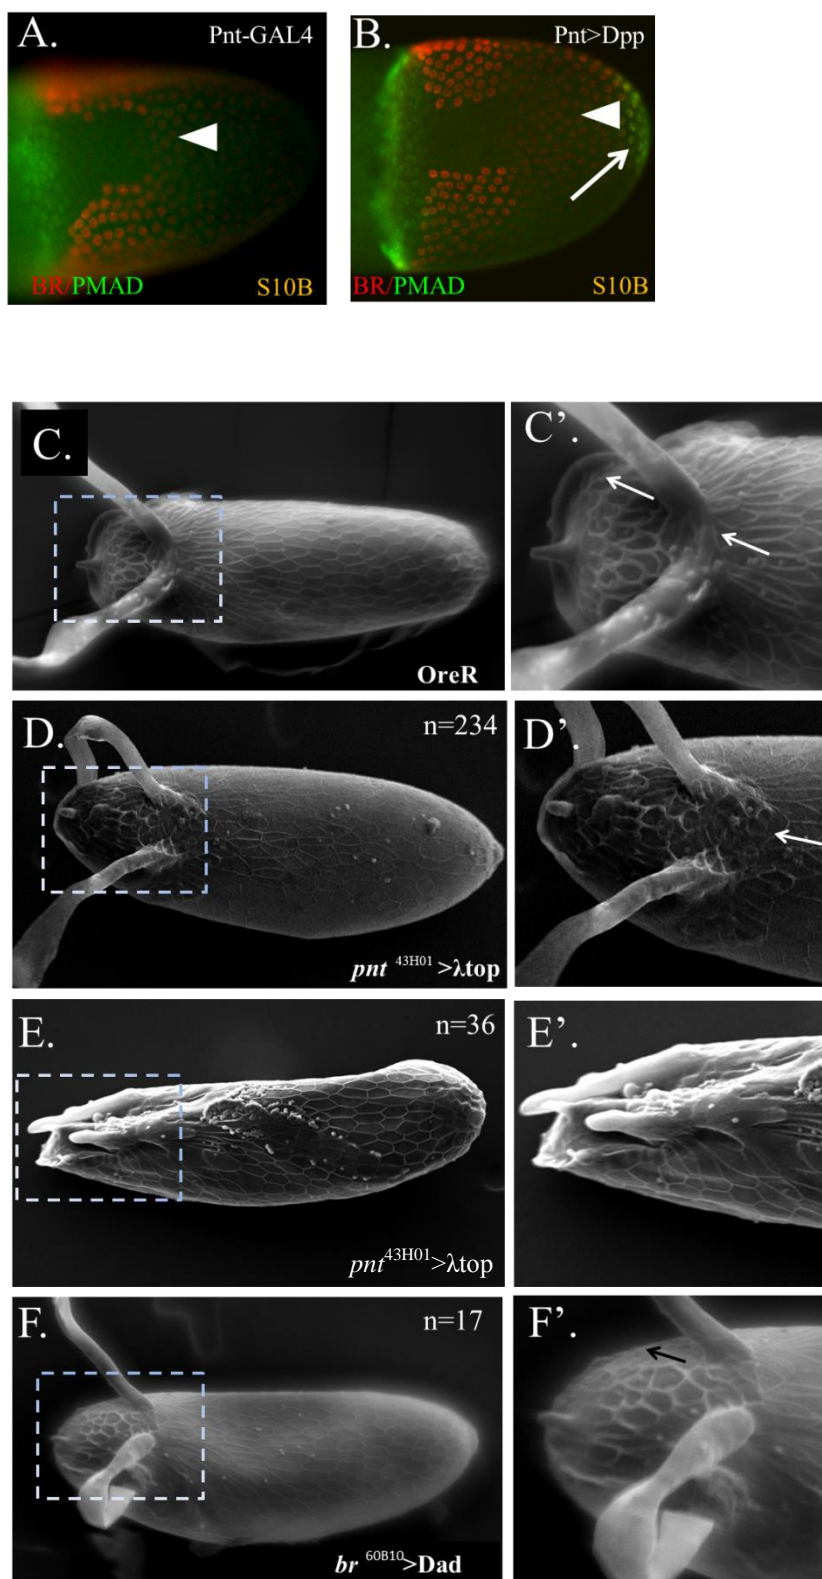 A.
Pnt-GAL4
BR/PMAD
S10B
B.
Pnt>Dpp
BR/PMAD
S10B
C.
OreR
C’.
D.
n=234
pnt 43H01 >λtop
D’.
E.
n=36
pnt43H01>λtop
E’.
F.
n=17
br 60B10>Dad
F’.